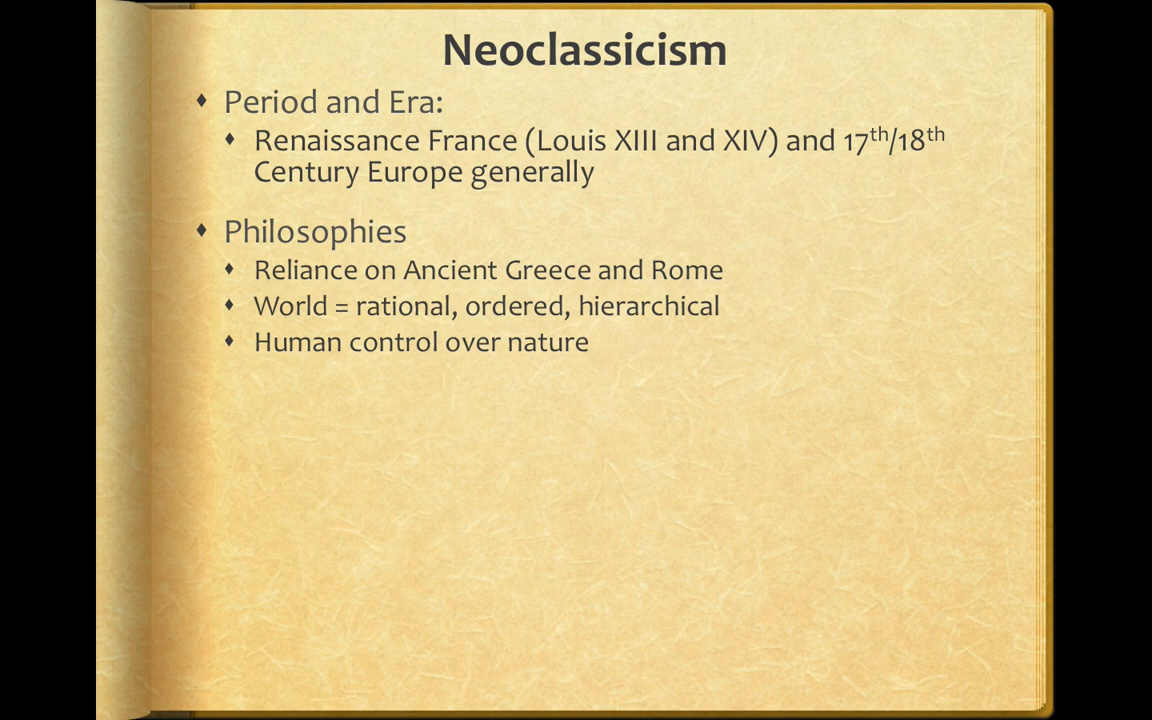 Neoclassicism
Period and Era:
Renaissance France (Louis XIII and XIV) and 17th/18th
Century Europe generally
Philosophies
Reliance on Ancient Greece and Rome
World = rational, ordered, hierarchical
Human control over nature